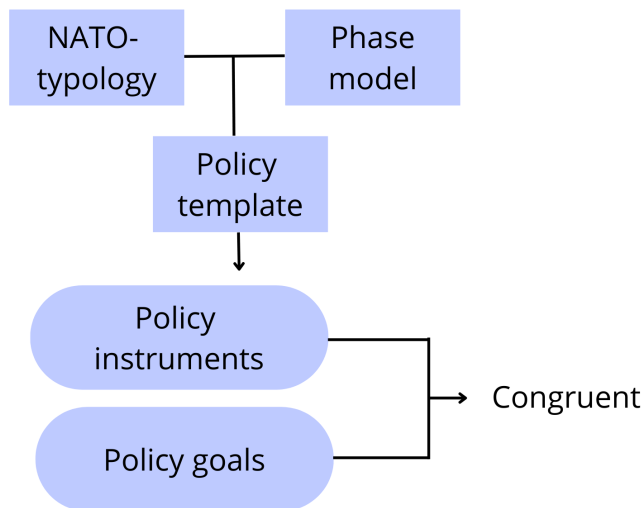 NATO-
typology
Phase
model
Policy
template
Policy
instruments
Congruent
Policy goals